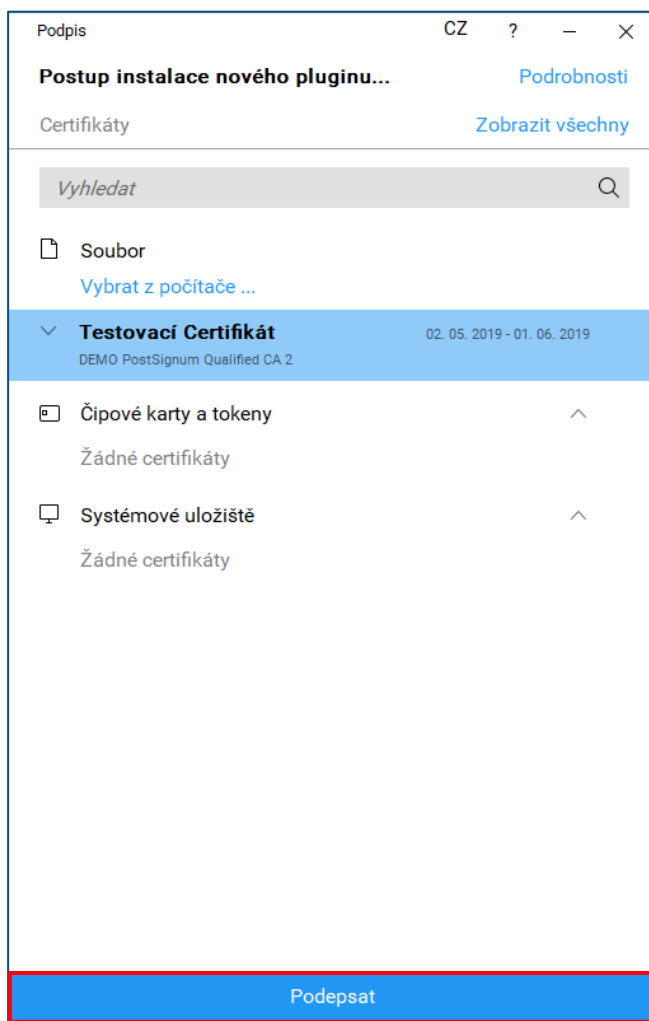 Podpis CZ ? – ×
Postup instalace nového pluginu... Podrobnosti
Certifikáty Zobrazit všechny
Vyhledat
Soubor
Vybrat z počítače ...
Testovací Certifikát 02. 05. 2019 - 01. 06. 2019
DEMO PostSignum Qualified CA 2
Čipové karty a tokeny
Žádné certifikáty
Systémové uložiště
Žádné certifikáty
Podepsat